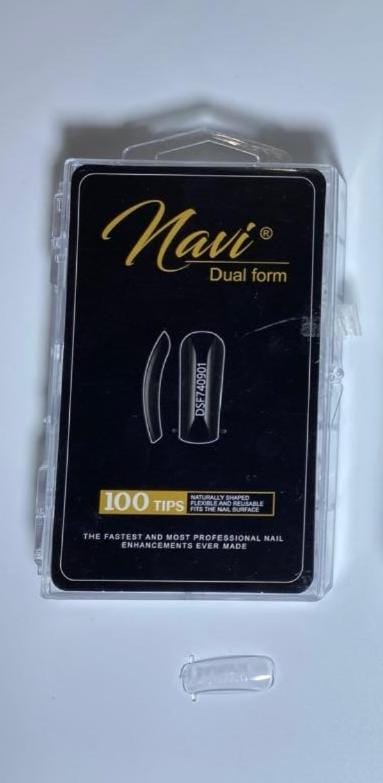 Navi®
Dual form
DSF740901
100 TIPS
NATURALLY SHAPED
FLEXIBLE AND REUSABLE
FITS THE NAIL SURFACE
THE FASTEST AND MOST PROFESSIONAL NAIL
ENHANCEMENTS EVER MADE